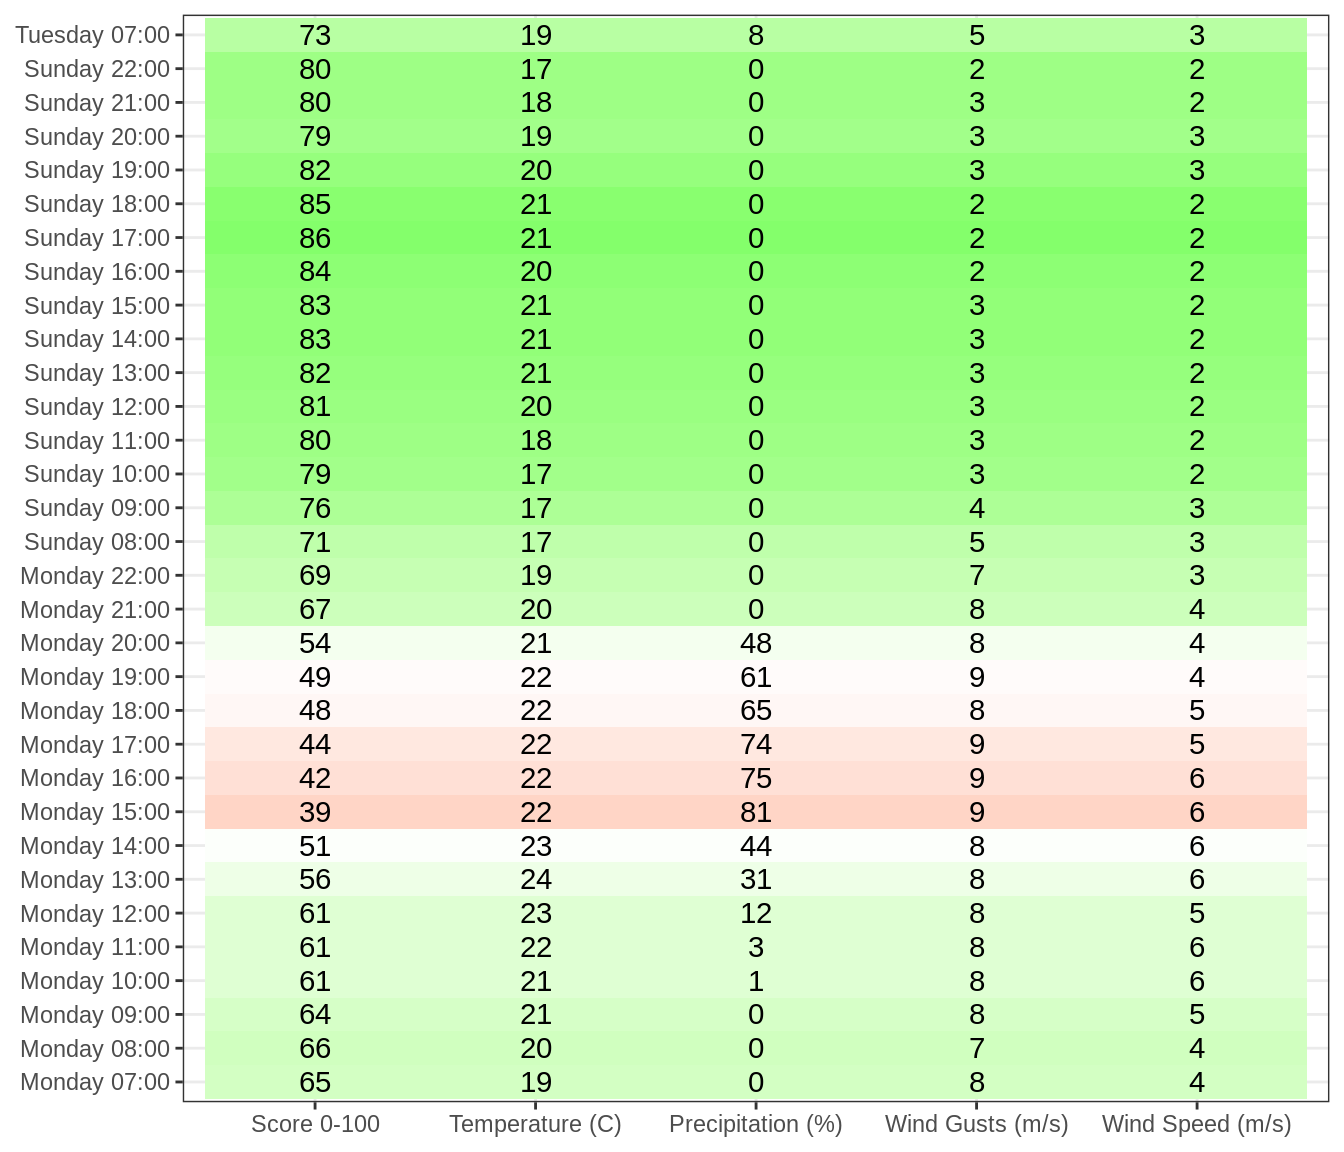 Tuesday 07:00 73 19 8 5 3
Sunday 22:00 80 17 0 2 2
Sunday 21:00 80 18 0 3 2
Sunday 20:00 79 19 0 3 3
Sunday 19:00 82 20 0 3 3
Sunday 18:00 85 21 0 2 2
Sunday 17:00 86 21 0 2 2
Sunday 16:00 84 20 0 2 2
Sunday 15:00 83 21 0 3 2
Sunday 14:00 83 21 0 3 2
Sunday 13:00 82 21 0 3 2
Sunday 12:00 81 20 0 3 2
Sunday 11:00 80 18 0 3 2
Sunday 10:00 79 17 0 3 2
Sunday 09:00 76 17 0 4 3
Sunday 08:00 71 17 0 5 3
Monday 22:00 69 19 0 7 3
Monday 21:00 67 20 0 8 4
Monday 20:00 54 21 48 8 4
Monday 19:00 49 22 61 9 4
Monday 18:00 48 22 65 8 5
Monday 17:00 44 22 74 9 5
Monday 16:00 42 22 75 9 6
Monday 15:00 39 22 81 9 6
Monday 14:00 51 23 44 8 6
Monday 13:00 56 24 31 8 6
Monday 12:00 61 23 12 8 5
Monday 11:00 61 22 3 8 6
Monday 10:00 61 21 1 8 6
Monday 09:00 64 21 0 8 5
Monday 08:00 66 20 0 7 4
Monday 07:00 65 19 0 8 4
Score 0-100 Temperature (C) Precipitation (%) Wind Gusts (m/s) Wind Speed (m/s)